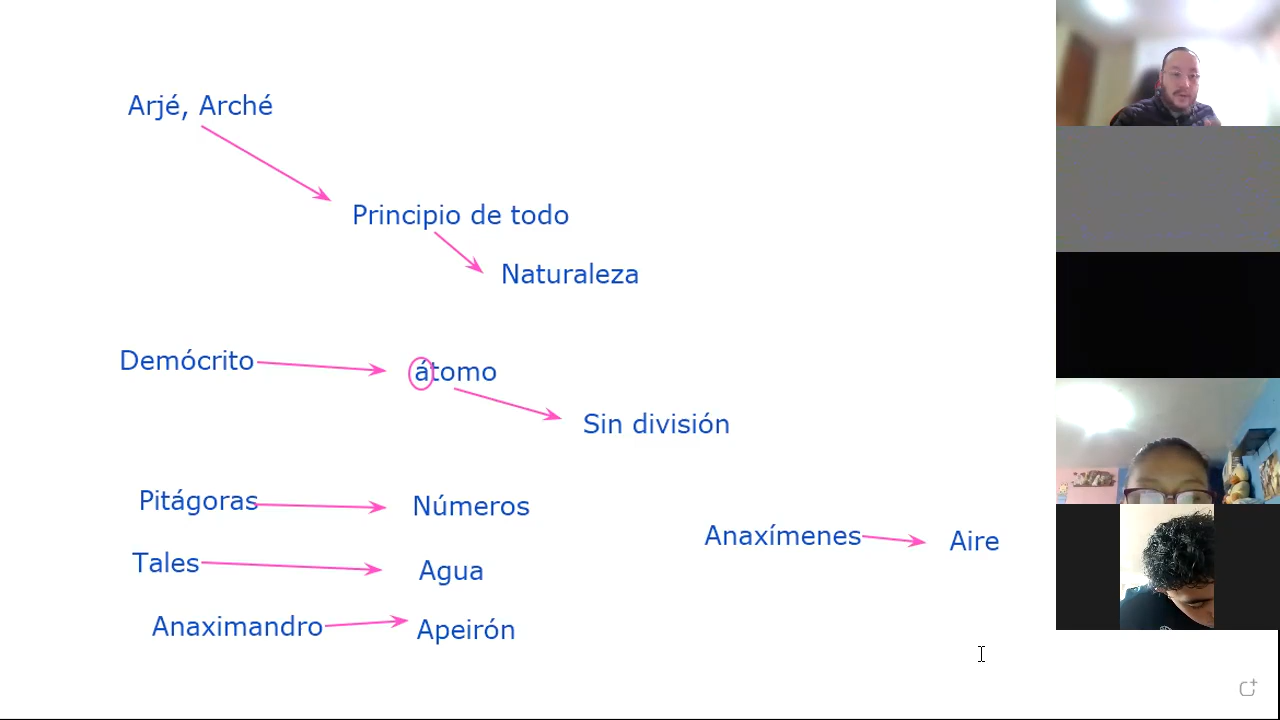 Arjé, Arché
Principio de todo
Naturaleza
Demócrito
átomo
Sin división
Pitágoras
Números
Anaxímenes
Aire
Tales
Agua
Anaximandro
Apeirón